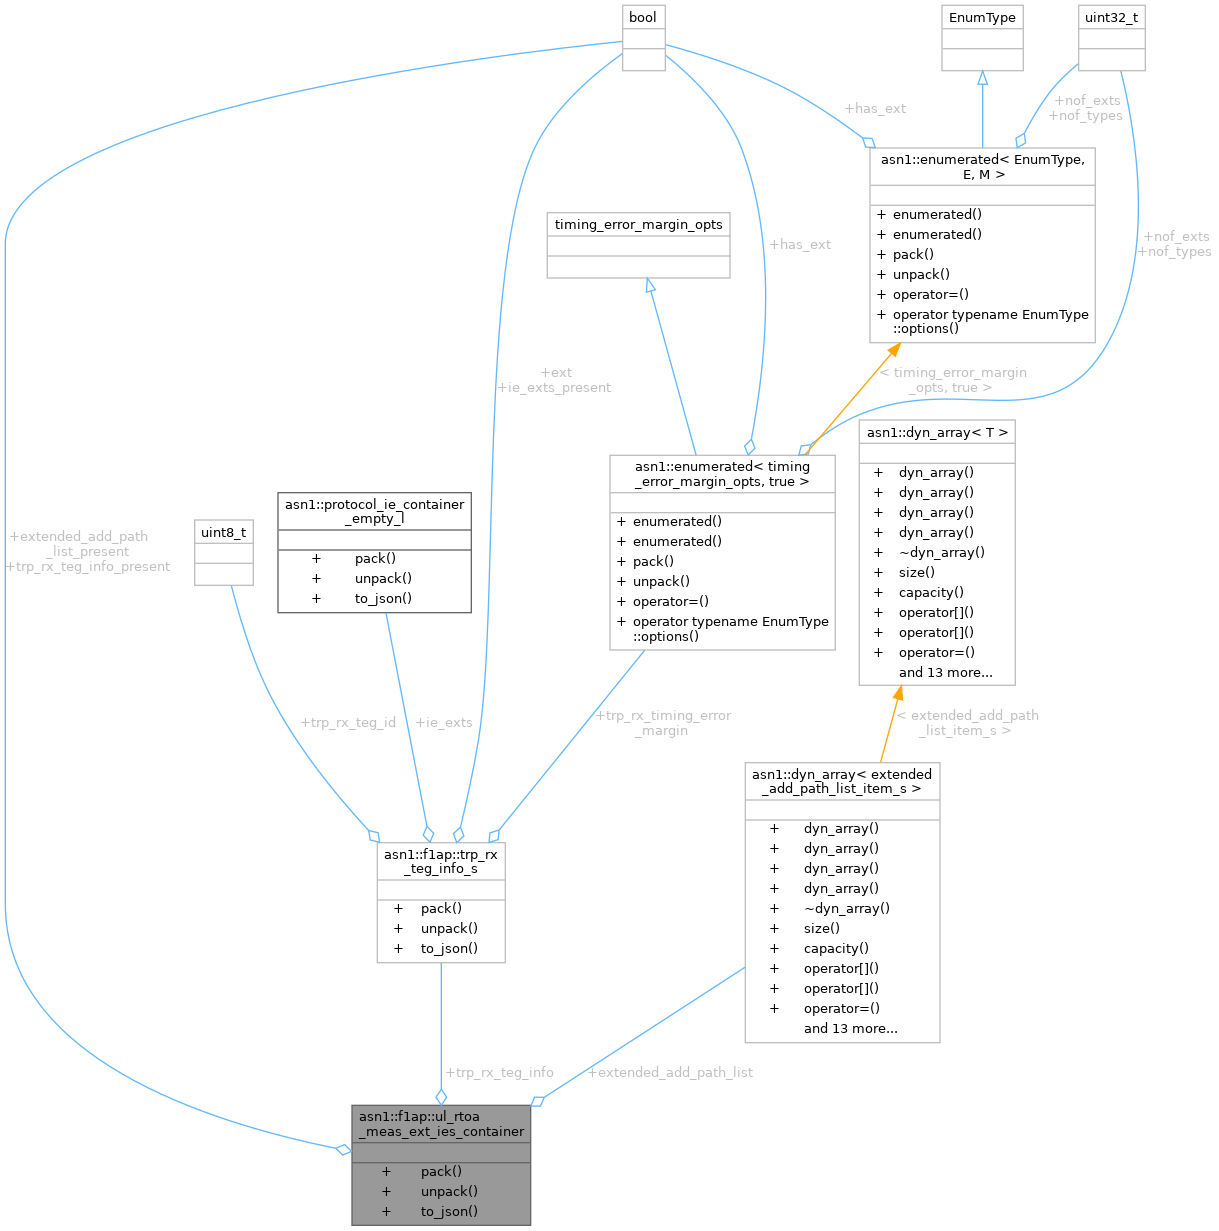 bool
EnumType
uint32_t
+has_ext
+nof_exts
+nof_types
asn1::enumerated< EnumType,
E, M >
+ enumerated()
+ enumerated()
+ pack()
+ unpack()
+ operator=()
+ operator typename EnumType
::options()
timing_error_margin_opts
+has_ext
+nof_exts
+nof_types
+ext
+ie_exts_present
< timing_error_margin
_opts, true >
asn1::enumerated< timing
_error_margin_opts, true >
+ enumerated()
+ enumerated()
+ pack()
+ unpack()
+ operator=()
+ operator typename EnumType
::options()
asn1::dyn_array< T >
+ dyn_array()
+ dyn_array()
+ dyn_array()
+ dyn_array()
+ ~dyn_array()
+ size()
+ capacity()
+ operator[]()
+ operator[]()
+ operator=()
and 13 more...
asn1::protocol_ie_container
_empty_l
+ pack()
+ unpack()
+ to_json()
uint8_t
+extended_add_path
_list_present
+trp_rx_teg_info_present
+trp_rx_teg_id
+ie_exts
+trp_rx_timing_error
_margin
< extended_add_path
_list_item_s >
asn1::dyn_array< extended
_add_path_list_item_s >
+ dyn_array()
+ dyn_array()
+ dyn_array()
+ dyn_array()
+ ~dyn_array()
+ size()
+ capacity()
+ operator[]()
+ operator[]()
+ operator=()
and 13 more...
asn1::f1ap::trp_rx
_teg_info_s
+ pack()
+ unpack()
+ to_json()
+trp_rx_teg_info
+extended_add_path_list
asn1::f1ap::ul_rtoa
_meas_ext_ies_container
+ pack()
+ unpack()
+ to_json()